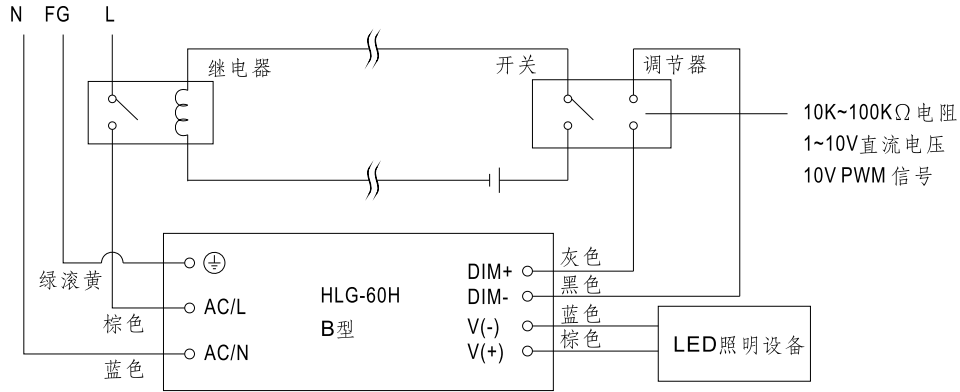 N FG L
继电器
开关
调节器
10K~100KΩ电阻
1~10V直流电压
10V PWM 信号
绿滚黄
棕色
蓝色
AC/L
AC/N
HLG-60H
B型
DIM+
DIM-
V(-)
V(+)
灰色
黑色
蓝色
棕色
LED照明设备